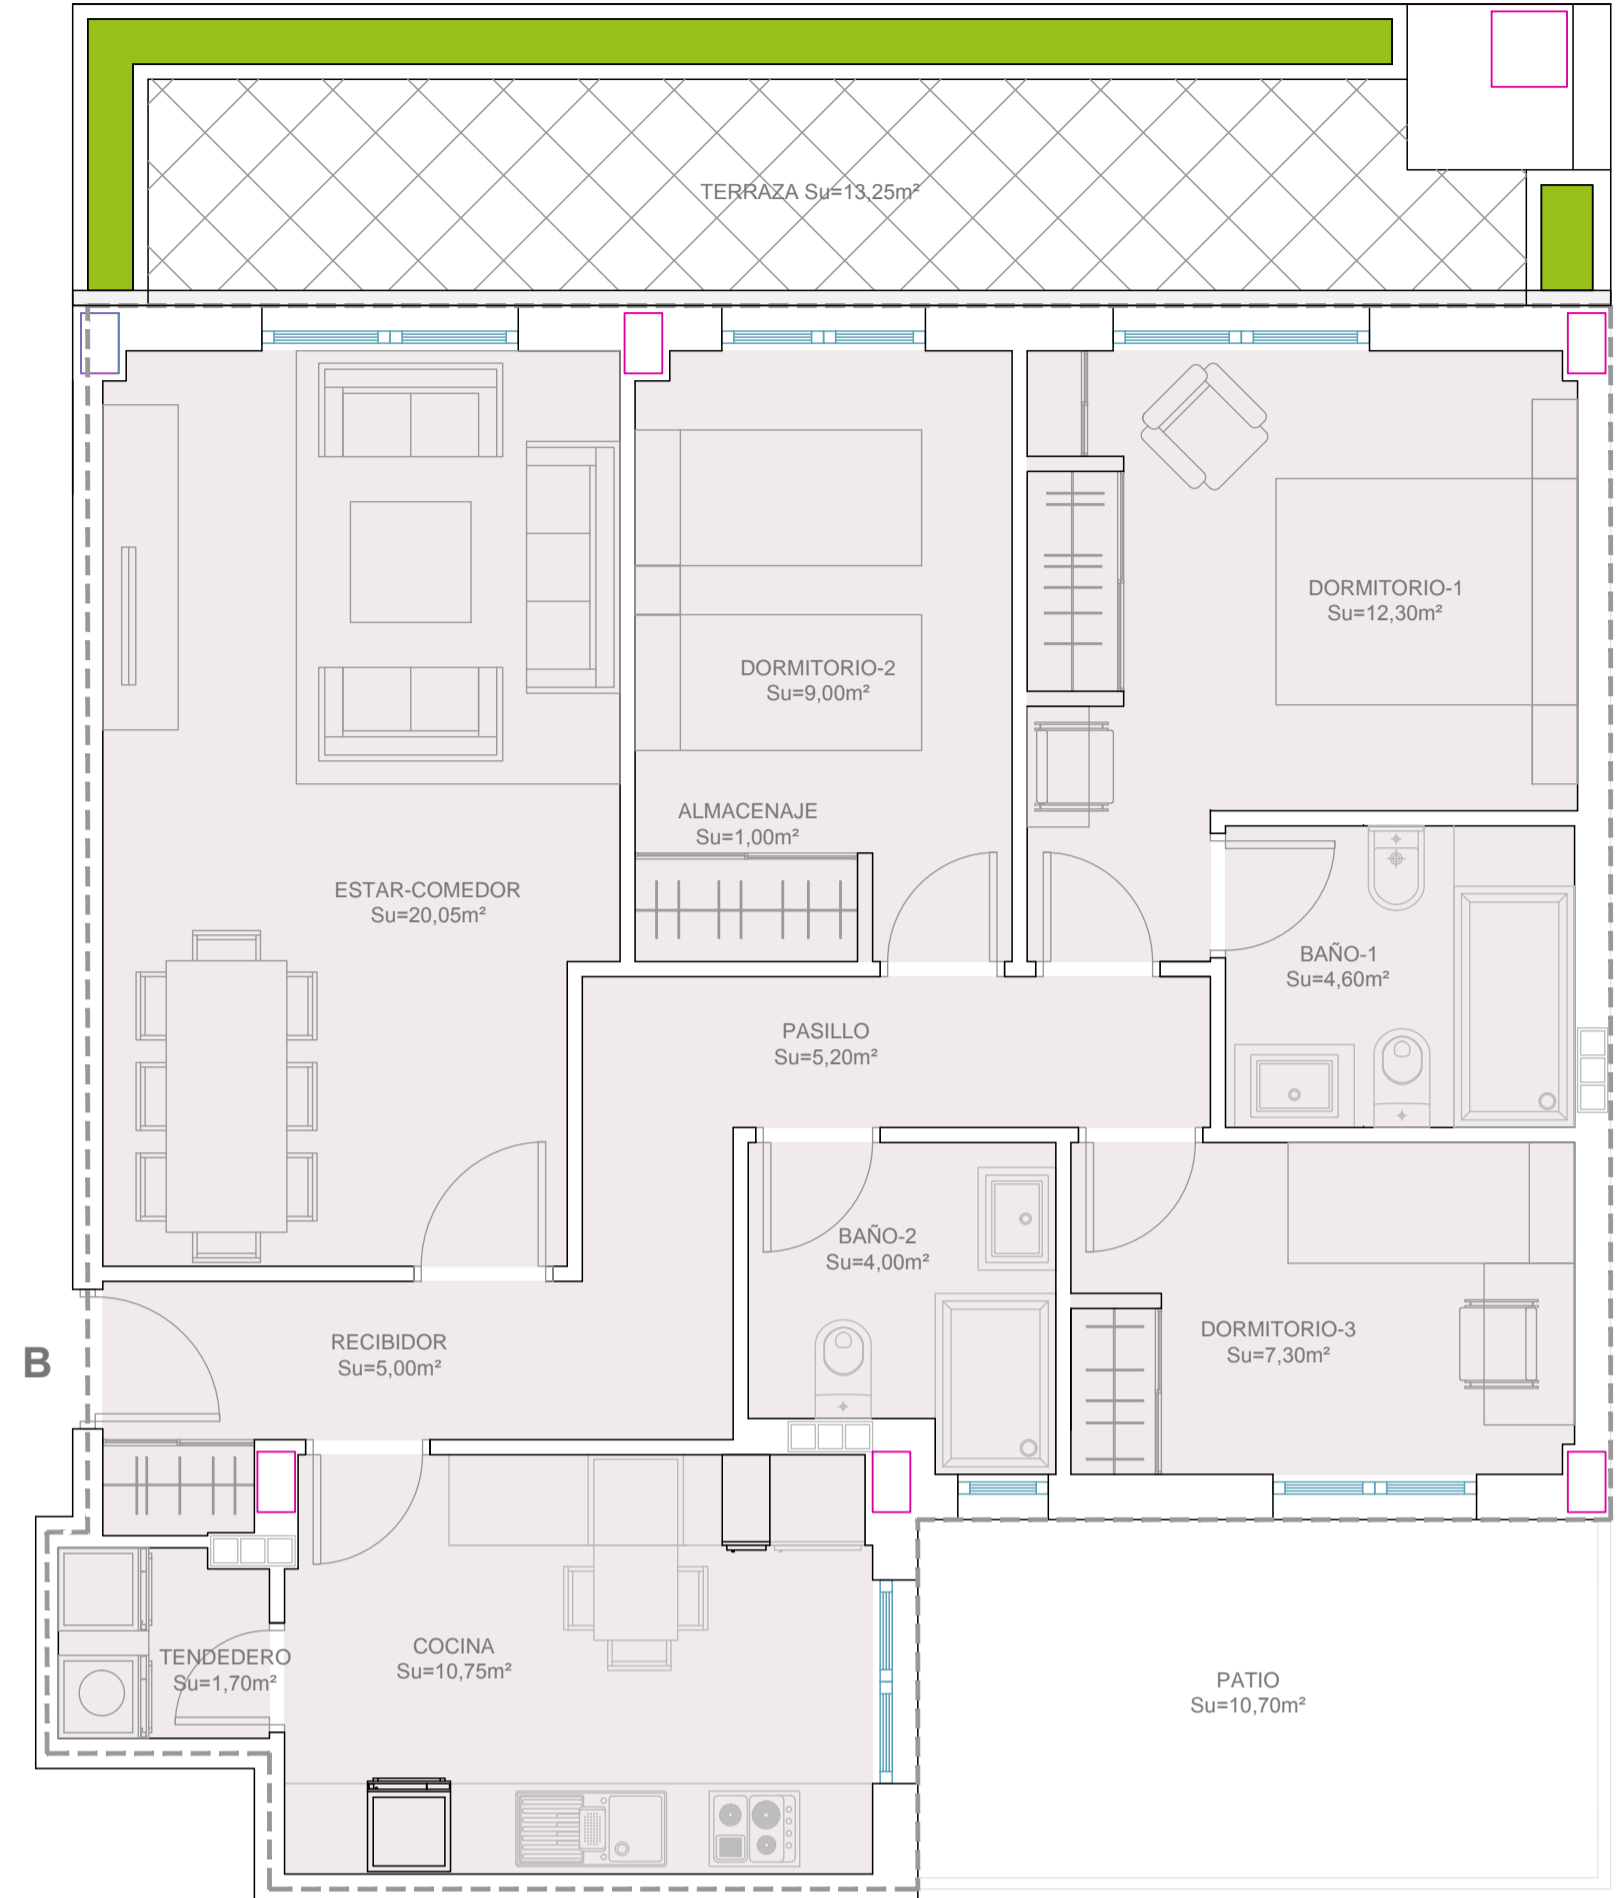 TERRAZA Su=13,25m²
DORMITORIO-1
Su=12,30m²
DORMITORIO-2
Su=9,00m²
ALMACENAJE
Su=1,00m²
ESTAR-COMEDOR
Su=20,05m²
BAÑO-1
Su=4,60m²
PASILLO
Su=5,20m²
BAÑO-2
Su=4,00m²
DORMITORIO-3
Su=7,30m²
RECIBIDOR
Su=5,00m²
B
COCINA
Su=10,75m²
TENDEDERO
Su=1,70m²
PATIO
Su=10,70m²